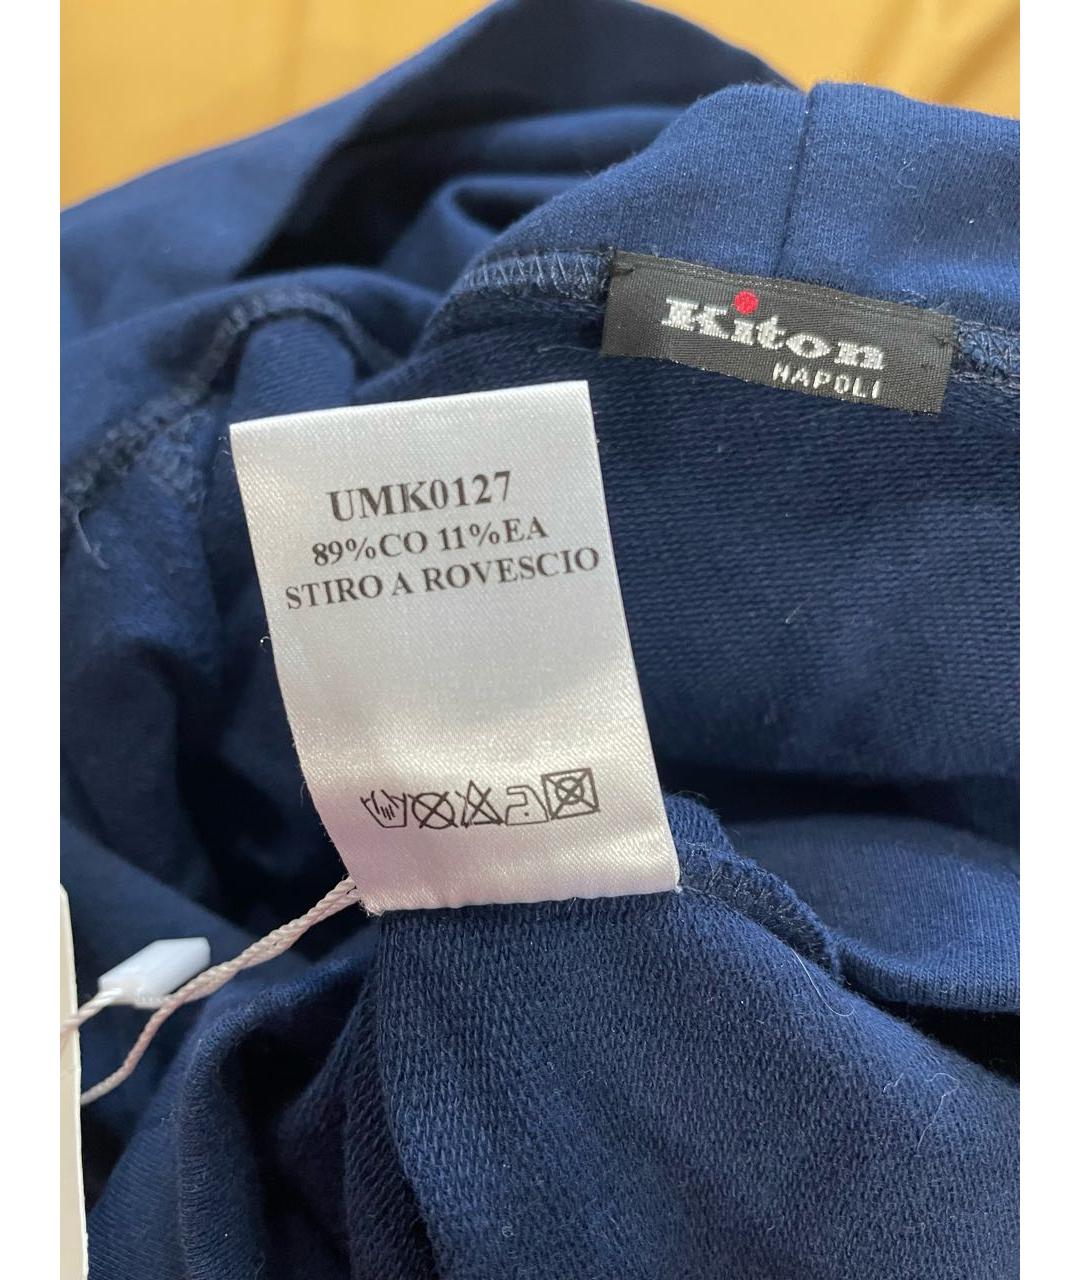 Kiton
NAPOLI
UMK0127
89%CO 11%EA
STIRO A ROVESCIO